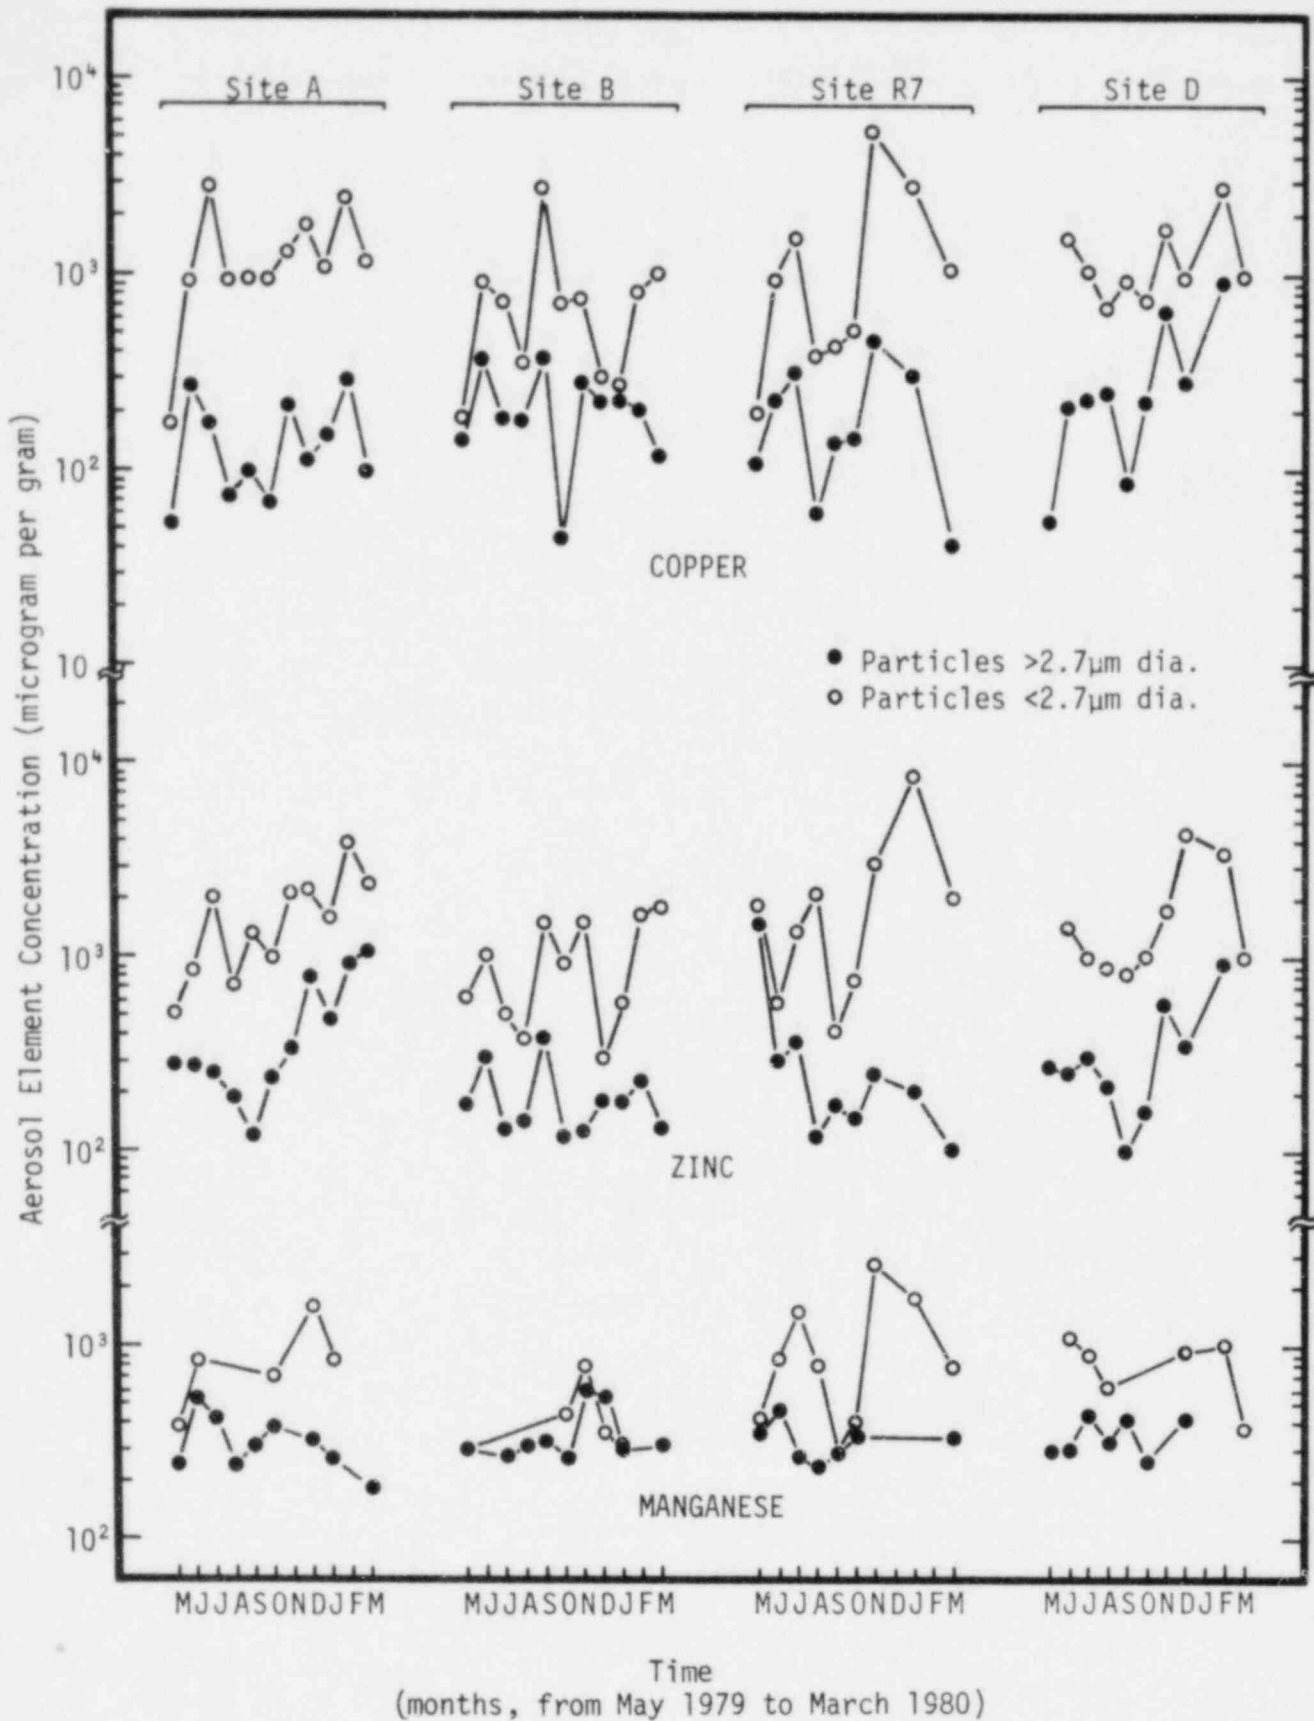 Site A
Site B
Site R7
Site D
10⁴
10³
10²
10
COPPER
● Particles >2.7µm dia.
○ Particles <2.7µm dia.
10⁴
10³
10²
ZINC
10³
10²
MANGANESE
Aerosol Element Concentration (microgram per gram)
MJJASONDJFM
MJJASONDJFM
MJJASONDJFM
MJJASONDJFM
Time
(months, from May 1979 to March 1980)